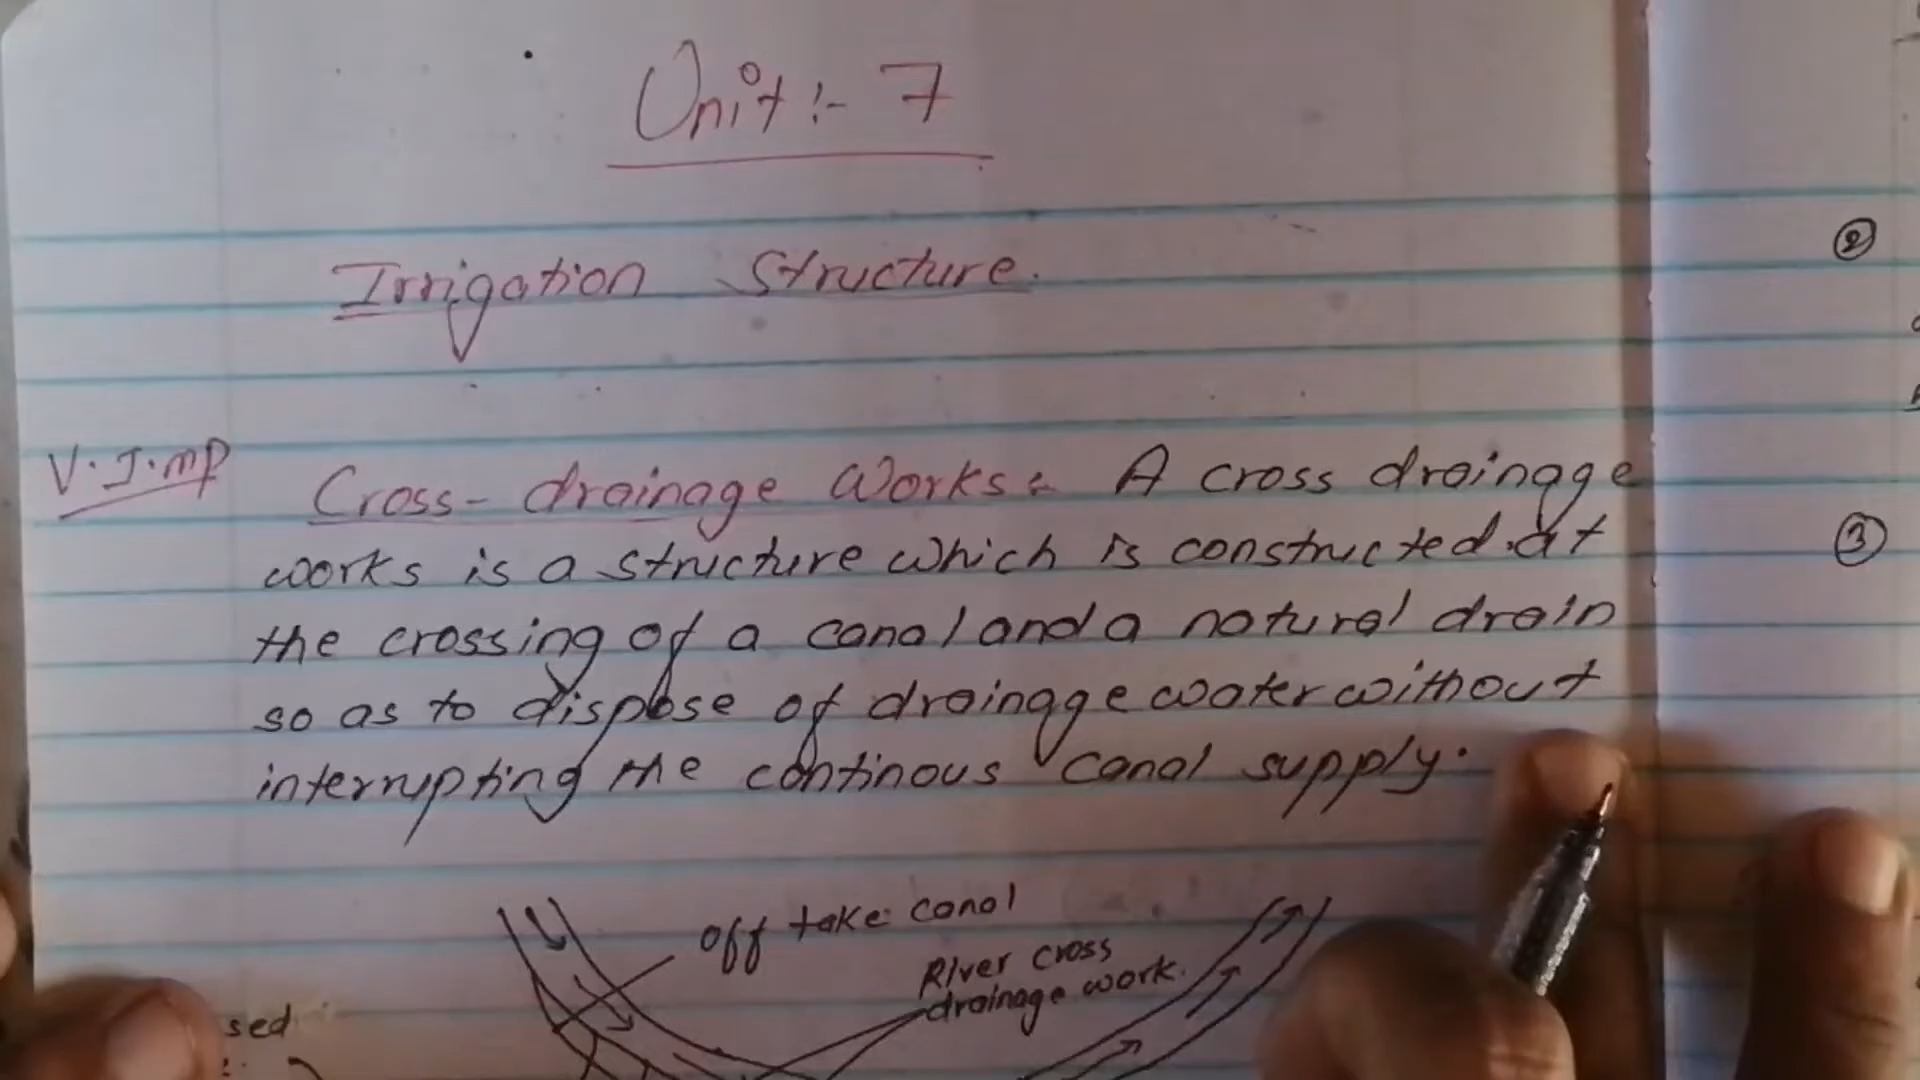 Unit :- 7
Irrigation Structure.
V.Imp
Cross-drainage Works:- A cross drainage
works is a structure which is constructed at
the crossing of a canal and a natural drain
so as to dispose of drainage water without
interrupting the continous canal supply.
off take canal
River cross
drainage work.
sed
2
3